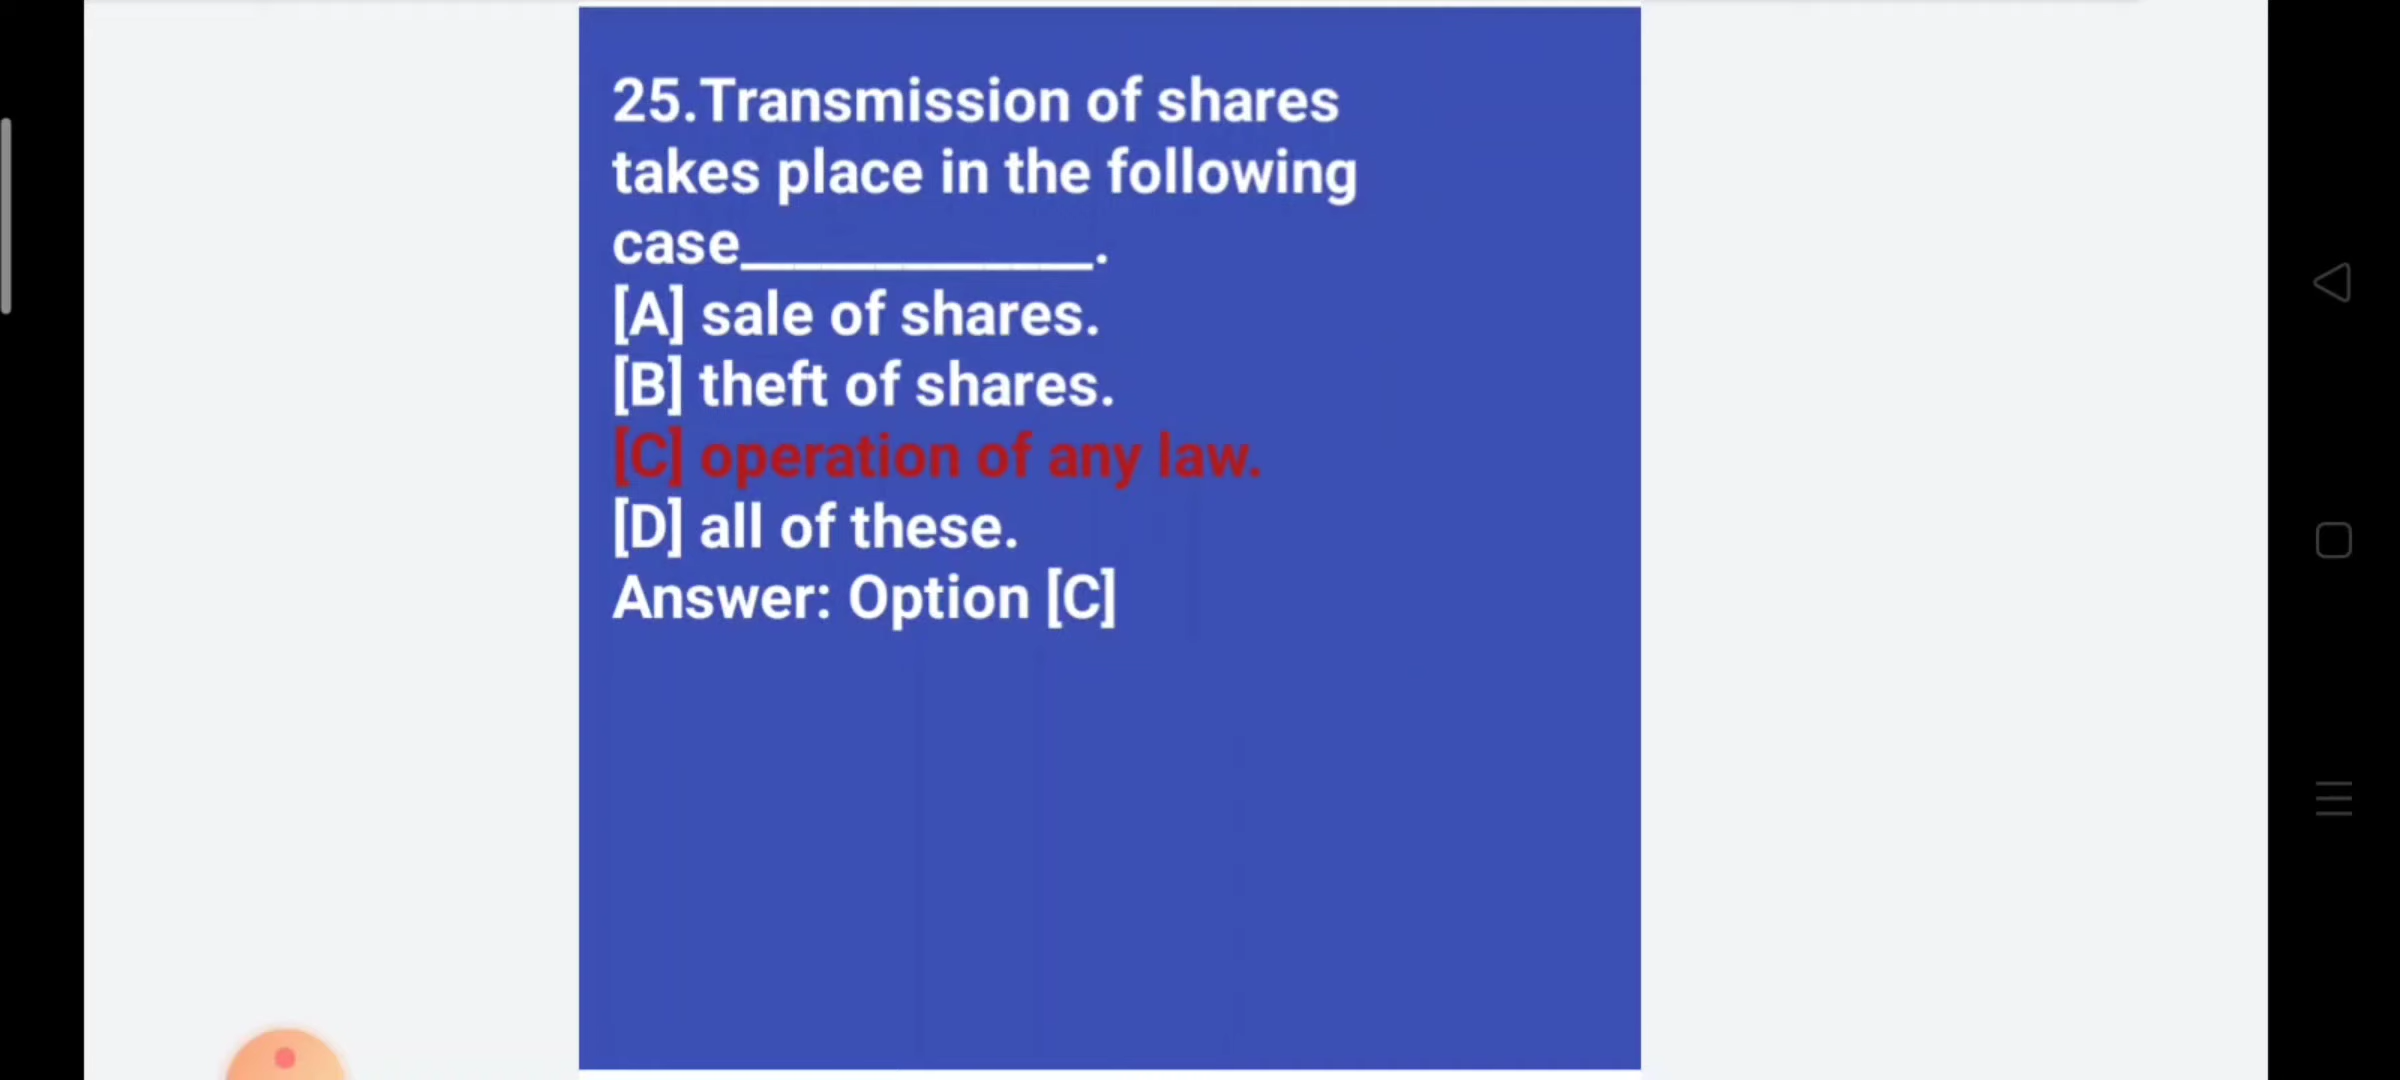 25.Transmission of shares
takes place in the following
case_____________.
[A] sale of shares.
[B] theft of shares.
[C] operation of any law.
[D] all of these.
Answer: Option [C]